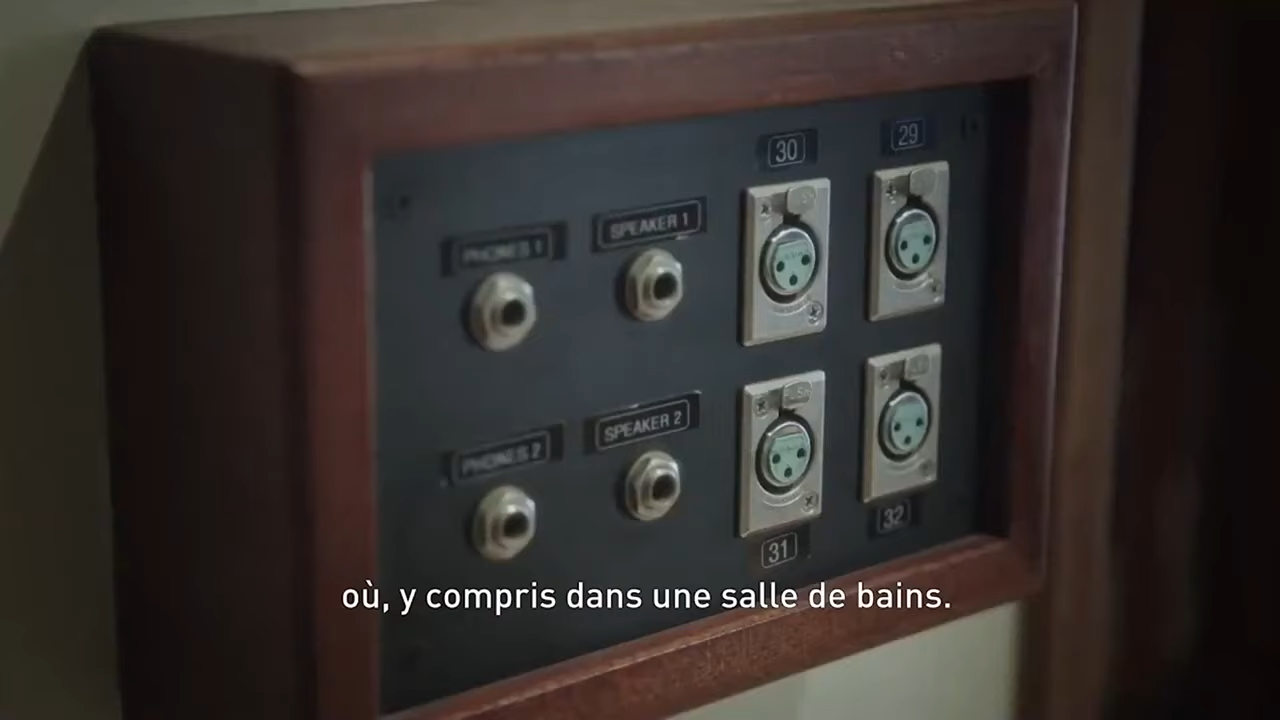 30
29
PHONES 1
SPEAKER 1
PHONES 2
SPEAKER 2
31
32
où, y compris dans une salle de bains.